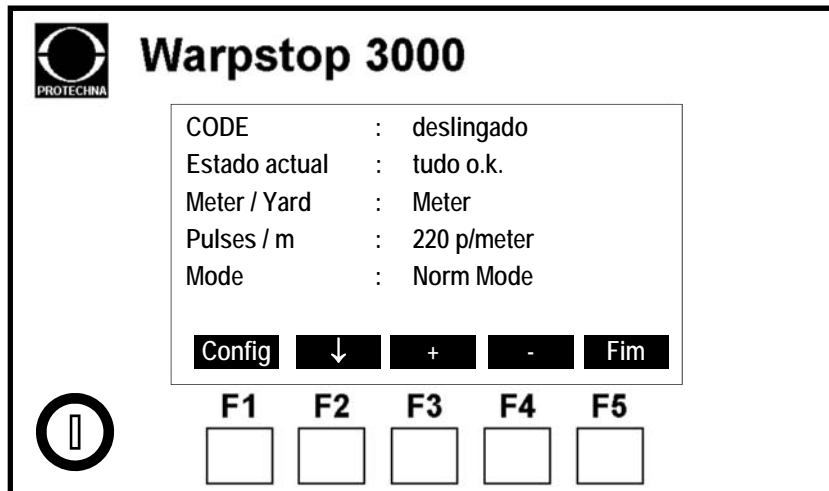 PROTECHNA
Warpstop 3000
CODE : deslingado
Estado actual : tudo o.k.
Meter / Yard : Meter
Pulses / m : 220 p/meter
Mode : Norm Mode
Config ↓ + - Fim
F1 F2 F3 F4 F5